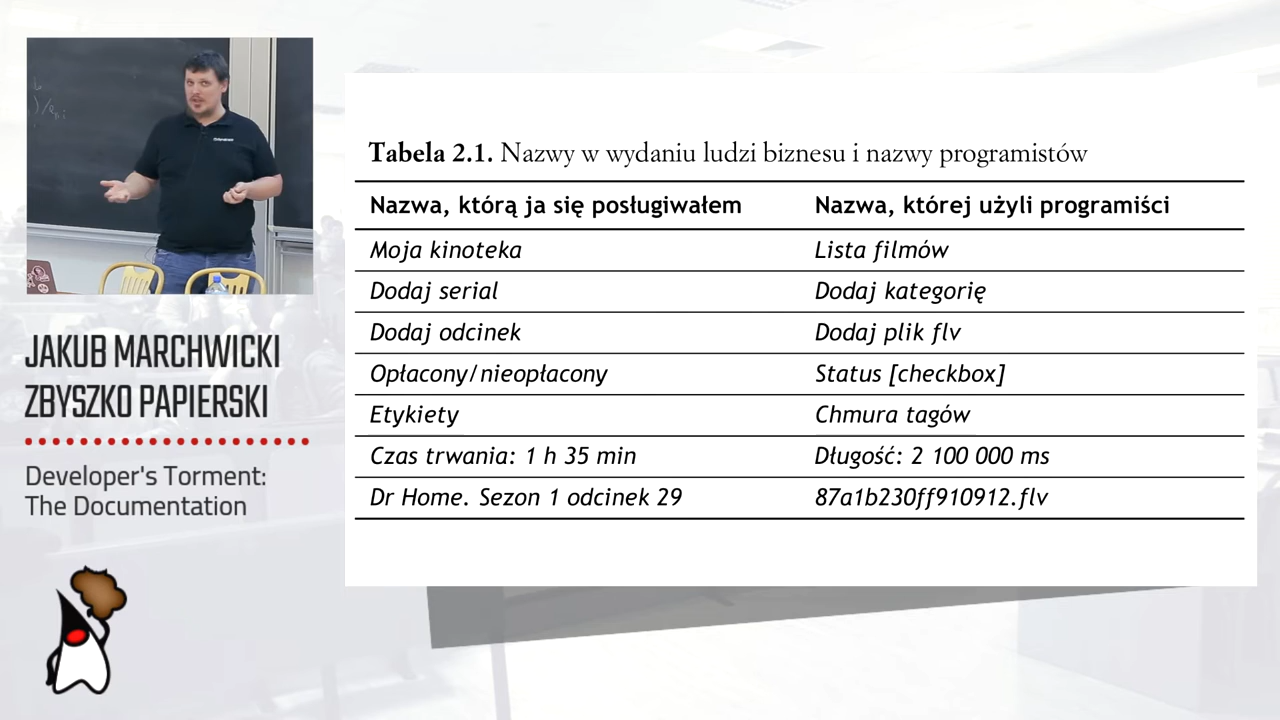 JAKUB MARCHWICKI
ZBYSZKO PAPIERSKI
Developer's Torment:
The Documentation
Tabela 2.1. Nazwy w wydaniu ludzi biznesu i nazwy programistów
Nazwa, którą ja się posługiwałem Nazwa, której użyli programiści
Moja kinoteka Lista filmów
Dodaj serial Dodaj kategorię
Dodaj odcinek Dodaj plik flv
Opłacony/nieopłacony Status [checkbox]
Etykiety Chmura tagów
Czas trwania: 1 h 35 min Długość: 2 100 000 ms
Dr Home. Sezon 1 odcinek 29 87a1b230ff910912.flv